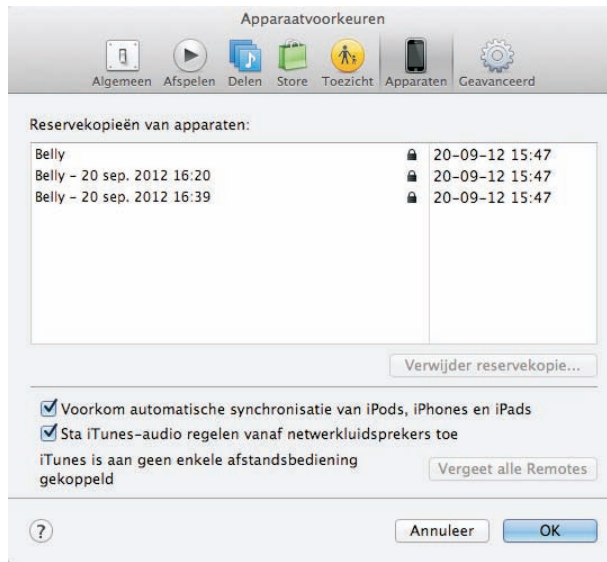 Apparaatvoorkeuren
Algemeen Afspelen Delen Store Toezicht Apparaten Geavanceerd
Reservekopieën van apparaten:
Belly 20-09-12 15:47
Belly - 20 sep. 2012 16:20 20-09-12 15:47
Belly - 20 sep. 2012 16:39 20-09-12 15:47
Verwijder reservekopie...
Voorkom automatische synchronisatie van iPods, iPhones en iPads
Sta iTunes-audio regelen vanaf netwerkluidsprekers toe
iTunes is aan geen enkele afstandsbediening
gekoppeld
Vergeet alle Remotes
? Annuleer OK